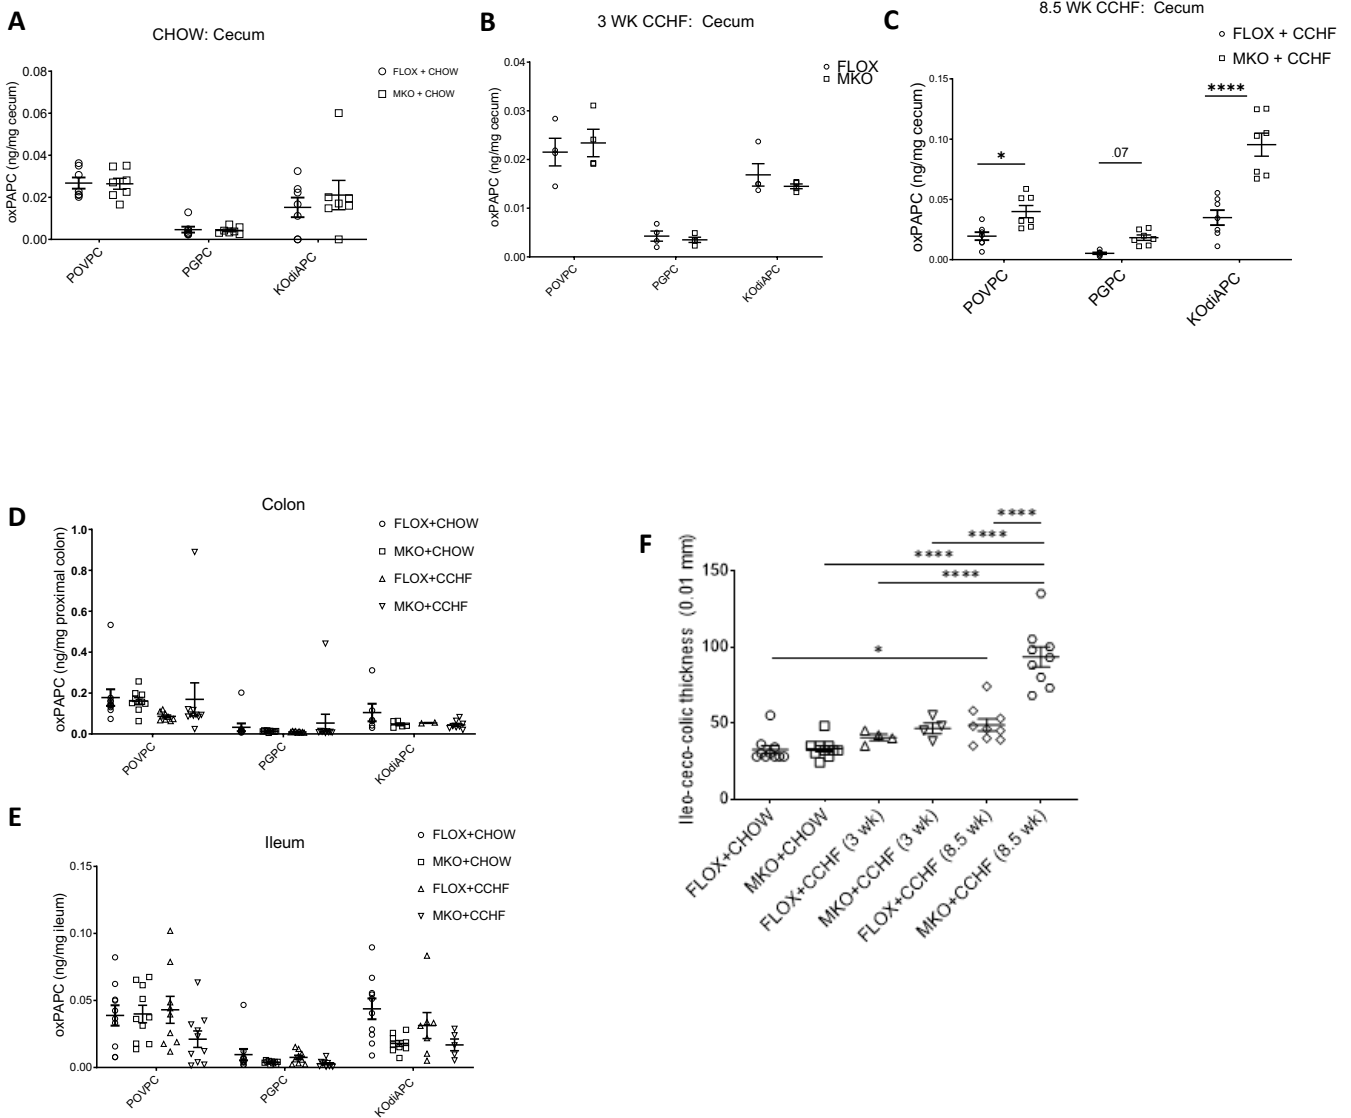 A
CHOW: Cecum
FLOX + CHOW
MKO + CHOW
oxPAPC (ng/mg cecum)
0.08
0.06
0.04
0.02
0.00
POVPC
PGPC
KOdiAPC
B
3 WK CCHF: Cecum
FLOX
MKO
oxPAPC (ng/mg cecum)
0.04
0.03
0.02
0.01
0.00
POVPC
PGPC
KOdiAPC
C
8.5 WK CCHF: Cecum
FLOX + CCHF
MKO + CCHF
oxPAPC (ng/mg cecum)
0.15
0.10
0.05
0.00
*
.07
****
POVPC
PGPC
KOdiAPC
D
Colon
FLOX+CHOW
MKO+CHOW
FLOX+CCHF
MKO+CCHF
oxPAPC (ng/mg proximal colon)
1.0
0.8
0.6
0.4
0.2
0.0
POVPC
PGPC
KOdiAPC
E
Ileum
FLOX+CHOW
MKO+CHOW
FLOX+CCHF
MKO+CCHF
oxPAPC (ng/mg ileum)
0.15
0.10
0.05
0.00
POVPC
PGPC
KOdiAPC
F
Ileo-ceco-colic thickness (0.01 mm)
150
100
50
0
****
****
****
****
*
FLOX+CHOW
MKO+CHOW
FLOX+CCHF (3 wk)
MKO+CCHF (3 wk)
FLOX+CCHF (8.5 wk)
MKO+CCHF (8.5 wk)